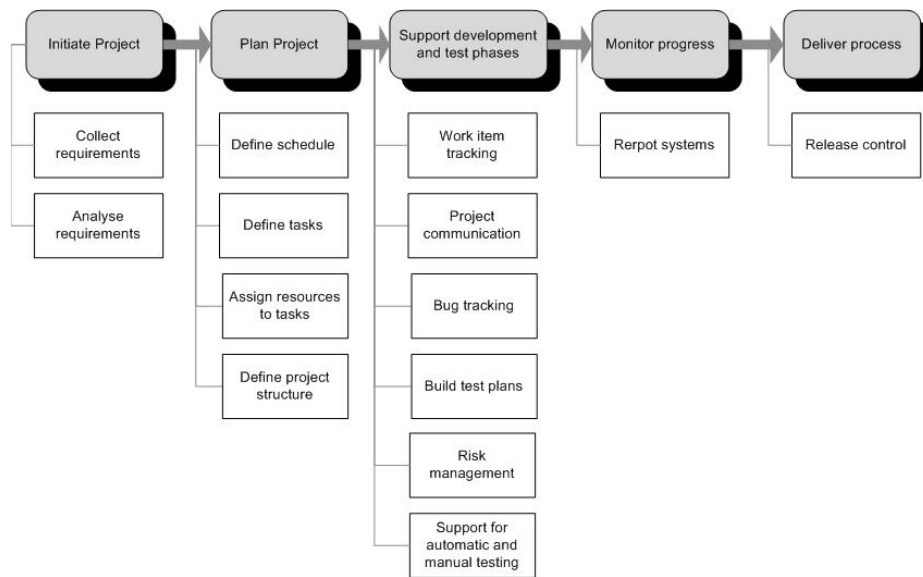 Initiate Project
Plan Project
Support development
and test phases
Monitor progress
Deliver process
Collect
requirements
Analyse
requirements
Define schedule
Define tasks
Assign resources
to tasks
Define project
structure
Work item
tracking
Project
communication
Bug tracking
Build test plans
Risk
management
Support for
automatic and
manual testing
Rerpot systems
Release control